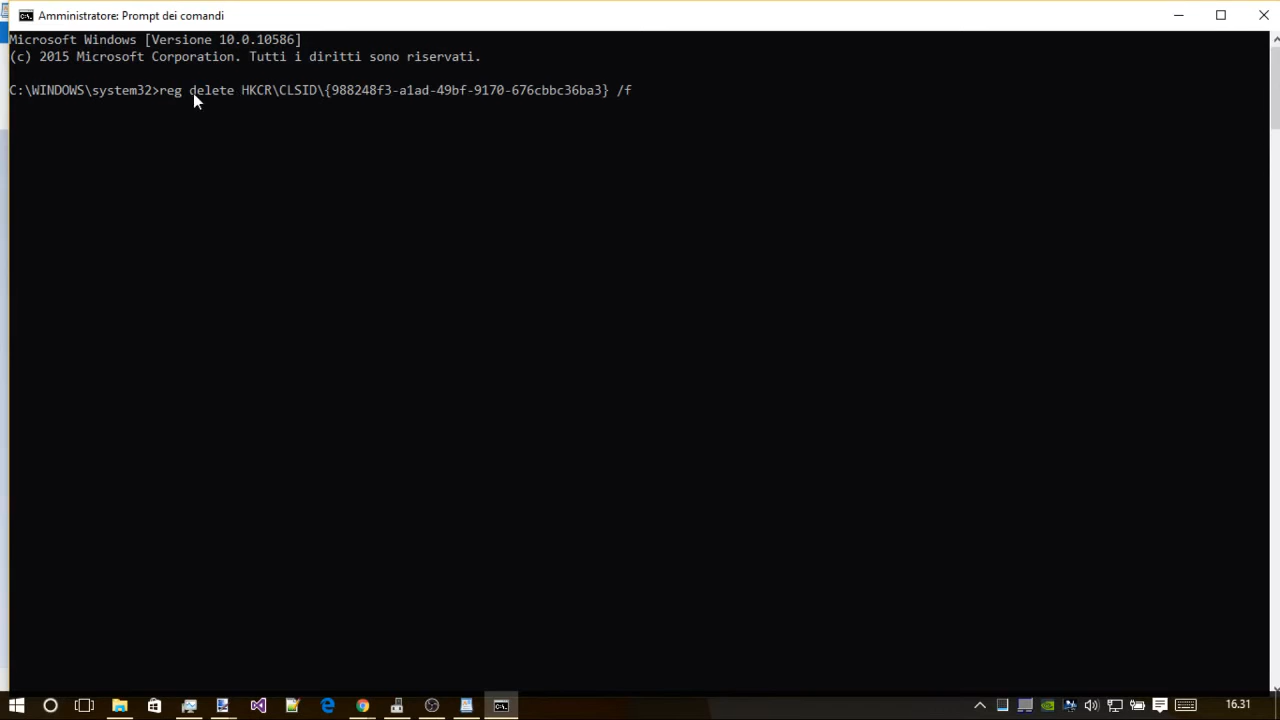 Amministratore: Prompt dei comandi
Microsoft Windows [Versione 10.0.10586]
(c) 2015 Microsoft Corporation. Tutti i diritti sono riservati.
C:\WINDOWS\system32>reg delete HKCR\CLSID\{988248f3-a1ad-49bf-9170-676cbbc36ba3} /f
16.31